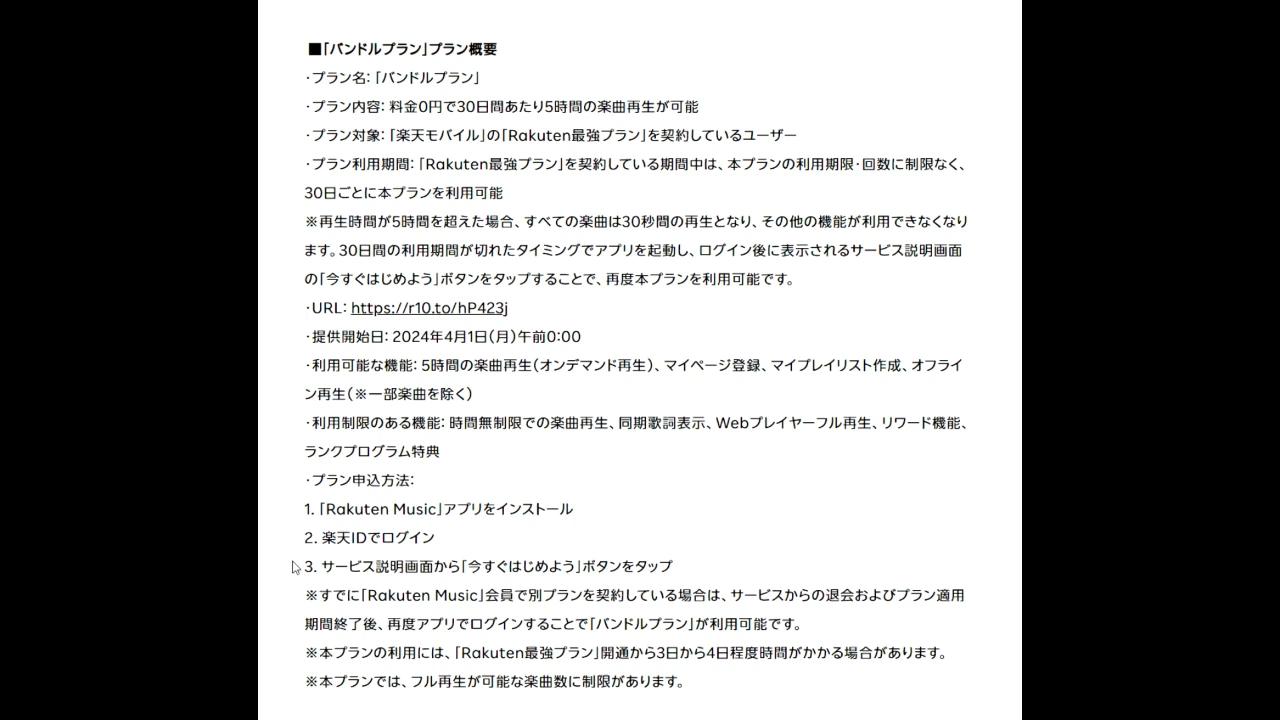 ■「バンドルプラン」プラン概要
・プラン名：「バンドルプラン」
・プラン内容：料金0円で30日間あたり5時間の楽曲再生が可能
・プラン対象：「楽天モバイル」の「Rakuten最強プラン」を契約しているユーザー
・プラン利用期間：「Rakuten最強プラン」を契約している期間中は、本プランの利用期限・回数に制限なく、
30日ごとに本プランを利用可能
※再生時間が5時間を超えた場合、すべての楽曲は30秒間の再生となり、その他の機能が利用できなくなり
ます。30日間の利用期間が切れたタイミングでアプリを起動し、ログイン後に表示されるサービス説明画面
の「今すぐはじめよう」ボタンをタップすることで、再度本プランを利用可能です。
・URL：https://r10.to/hP423j
・提供開始日：2024年4月1日（月）午前0:00
・利用可能な機能：5時間の楽曲再生（オンデマンド再生）、マイページ登録、マイプレイリスト作成、オフライ
ン再生（※一部楽曲を除く）
・利用制限のある機能：時間無制限での楽曲再生、同期歌詞表示、Webプレイヤーフル再生、リワード機能、
ランクプログラム特典
・プラン申込方法：
1. 「Rakuten Music」アプリをインストール
2. 楽天IDでログイン
3. サービス説明画面から「今すぐはじめよう」ボタンをタップ
※すでに「Rakuten Music」会員で別プランを契約している場合は、サービスからの退会およびプラン適用
期間終了後、再度アプリでログインすることで「バンドルプラン」が利用可能です。
※本プランの利用には、「Rakuten最強プラン」開通から3日から4日程度時間がかかる場合があります。
※本プランでは、フル再生が可能な楽曲数に制限があります。